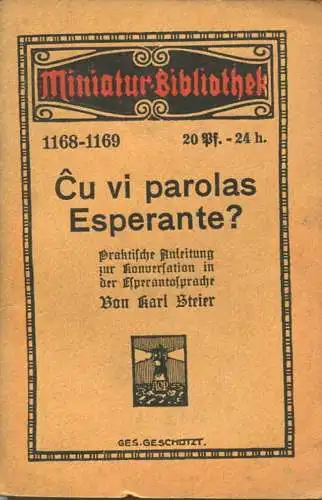 Miniatur-Bibliothek
1168-1169 20 Pf. - 24 h.
Ĉu vi parolas
Esperante?
Praktische Anleitung
zur Konversation in
der Esperantosprache
Von Karl Steier
GES. GESCHÜTZT.